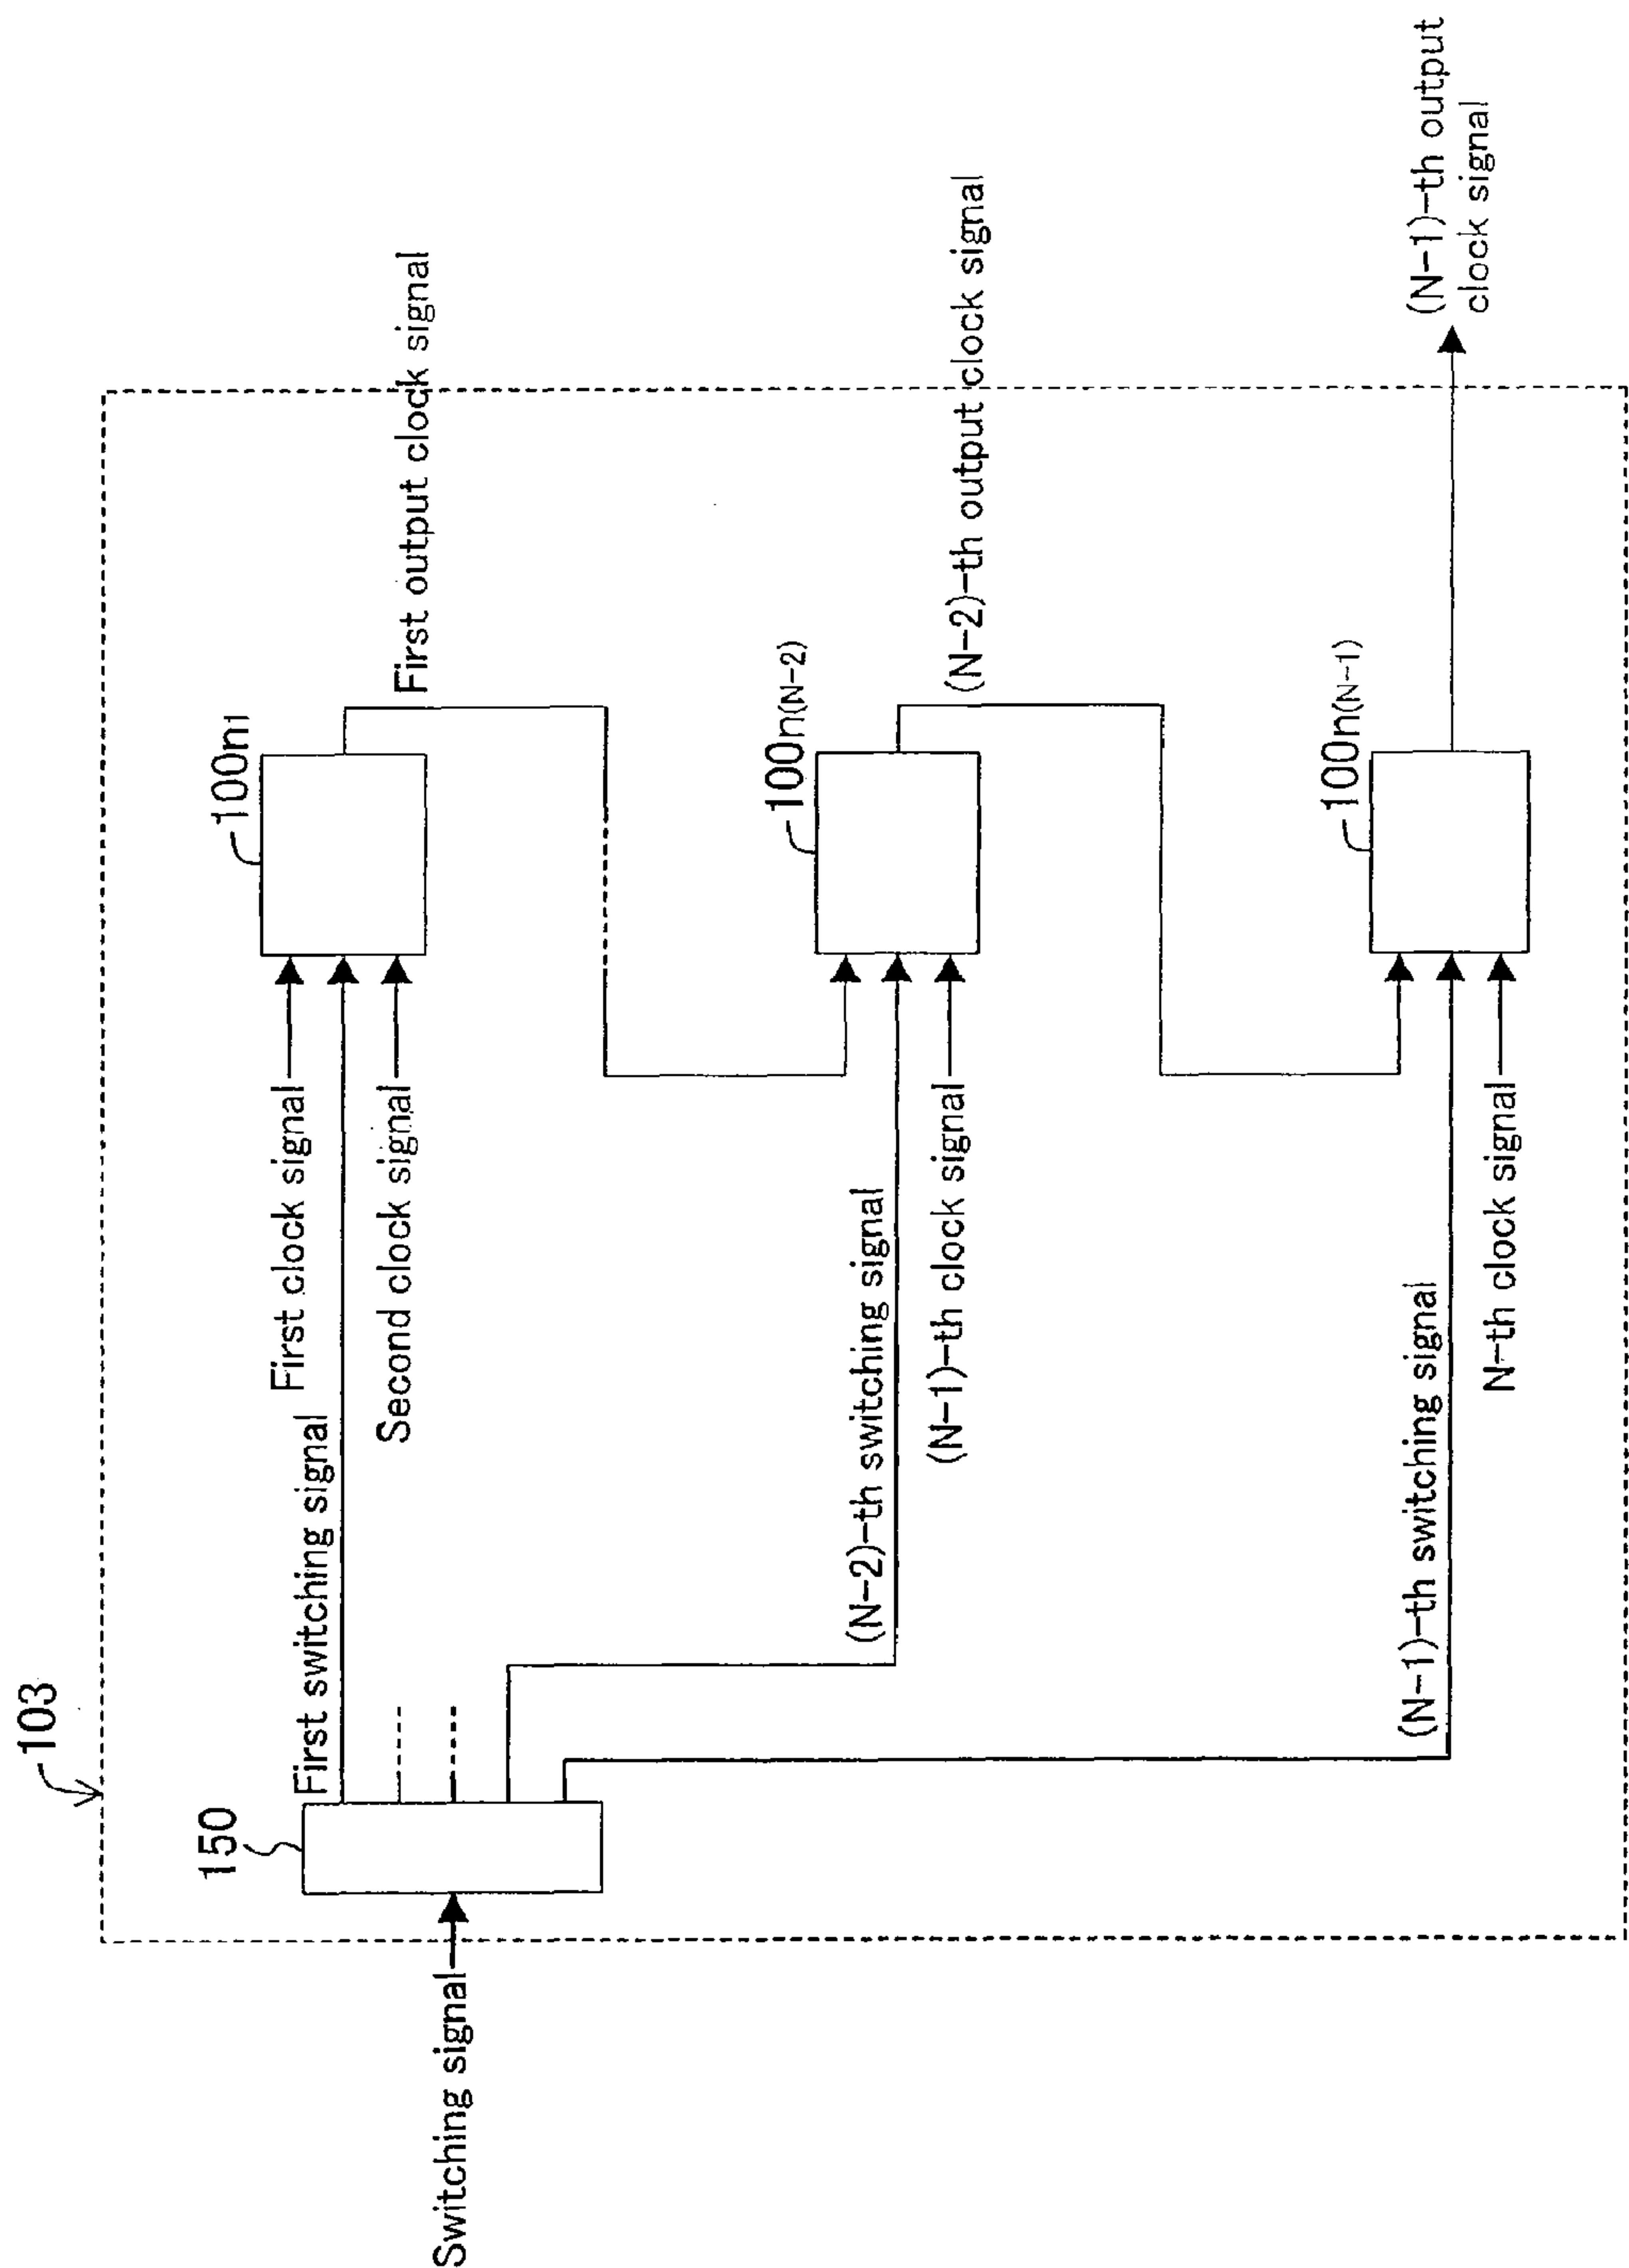 103
150
Switching signal
First switching signal
First clock signal
Second clock signal
100n1
First output clock signal
(N-2)-th switching signal
(N-1)-th clock signal
100n(N-2)
(N-2)-th output clock signal
(N-1)-th switching signal
N-th clock signal
100n(N-1)
(N-1)-th output
clock signal